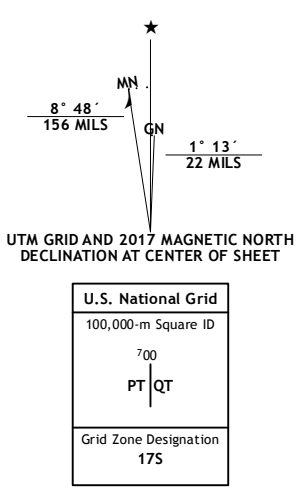 MN
8° 48´
156 MILS
GN
1° 13´
22 MILS
UTM GRID AND 2017 MAGNETIC NORTH
DECLINATION AT CENTER OF SHEET
U.S. National Grid
100,000-m Square ID
⁷00
PT QT
Grid Zone Designation
17S